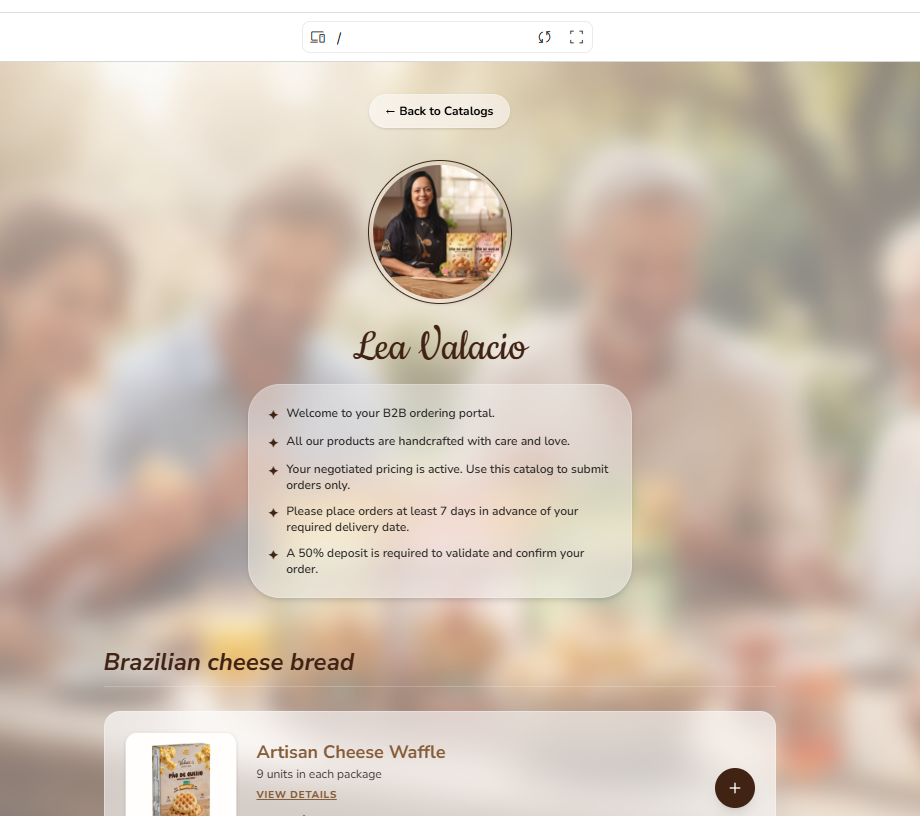 /
← Back to Catalogs
Lea Valacio
✦ Welcome to your B2B ordering portal.
✦ All our products are handcrafted with care and love.
✦ Your negotiated pricing is active. Use this catalog to submit
orders only.
✦ Please place orders at least 7 days in advance of your
required delivery date.
✦ A 50% deposit is required to validate and confirm your
order.
Brazilian cheese bread
Artisan Cheese Waffle
9 units in each package
VIEW DETAILS
+
PÃO DE QUEIJO